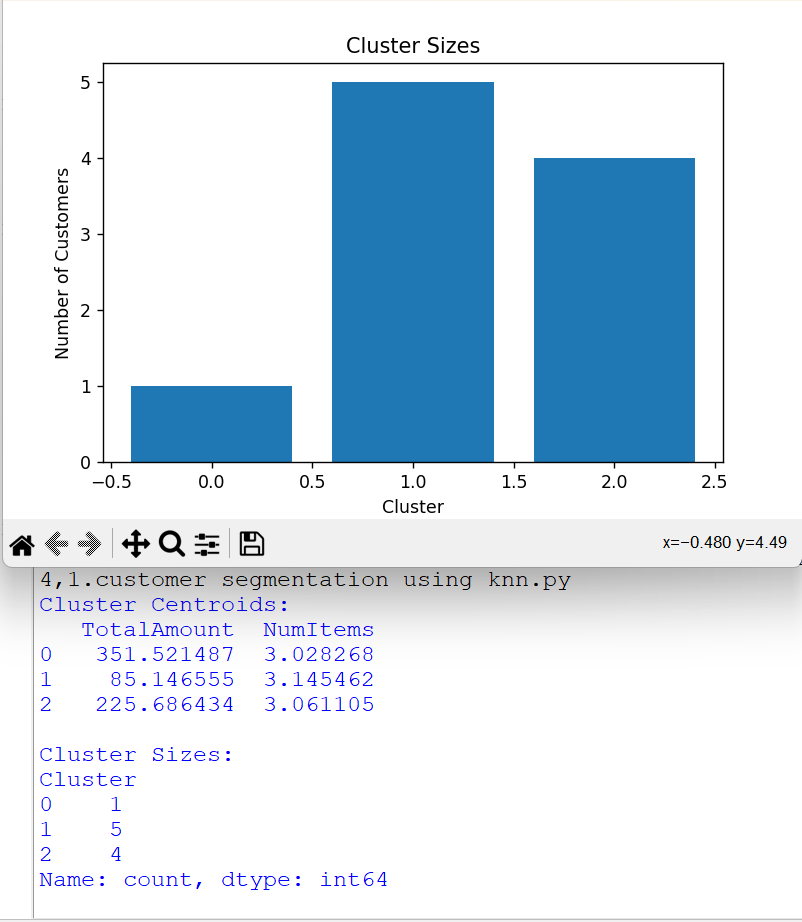 Cluster Sizes
5
4
3
2
1
0
Number of Customers
−0.5 0.0 0.5 1.0 1.5 2.0 2.5
Cluster
x=−0.480 y=4.49
4,1.customer segmentation using knn.py
Cluster Centroids:
   TotalAmount  NumItems
0   351.521487  3.028268
1    85.146555  3.145462
2   225.686434  3.061105

Cluster Sizes:
Cluster
0    1
1    5
2    4
Name: count, dtype: int64